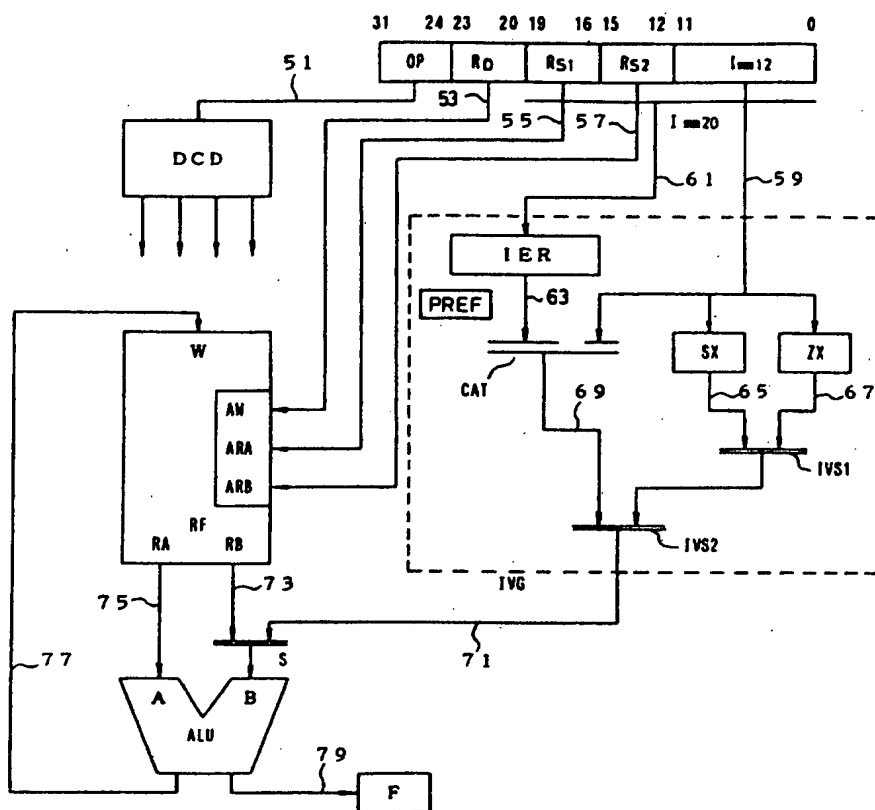 31 24 23 20 19 16 15 12 11 0
OP RD RS1 RS2 Imm12
51 53 55 57 Imm20
DCD
61 59
IER
PREF 63
W
SX ZX
CAT 69 65 67
AW
ARA
IVS1
ARB
RF
RA RB
IVS2
IVG
75 73
71
77
S
A B
ALU
79
F